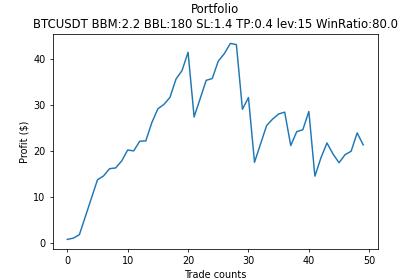 Portfolio
BTCUSDT BBM:2.2 BBL:180 SL:1.4 TP:0.4 lev:15 WinRatio:80.0
Profit ($)
40
30
20
10
0
0 10 20 30 40 50
Trade counts